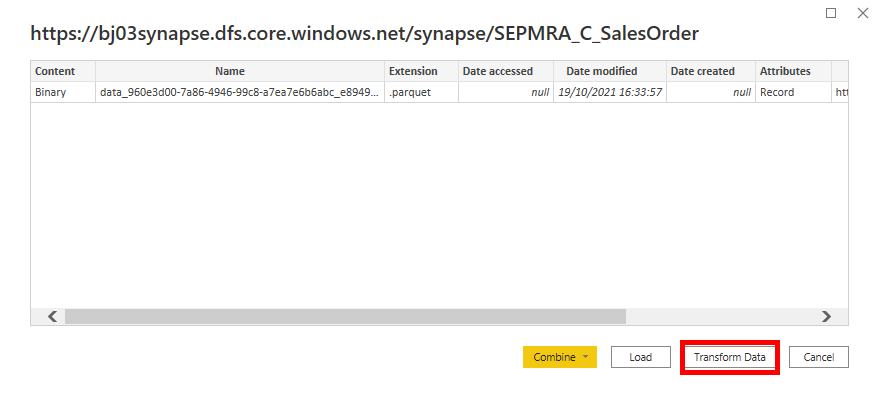 https://bj03synapse.dfs.core.windows.net/synapse/SEPMRA_C_SalesOrder
Content Name Extension Date accessed Date modified Date created Attributes
Binary data_960e3d00-7a86-4946-99c8-a7ea7e6b6abc_e8949... .parquet null 19/10/2021 16:33:57 null Record htt
Combine Load Transform Data Cancel